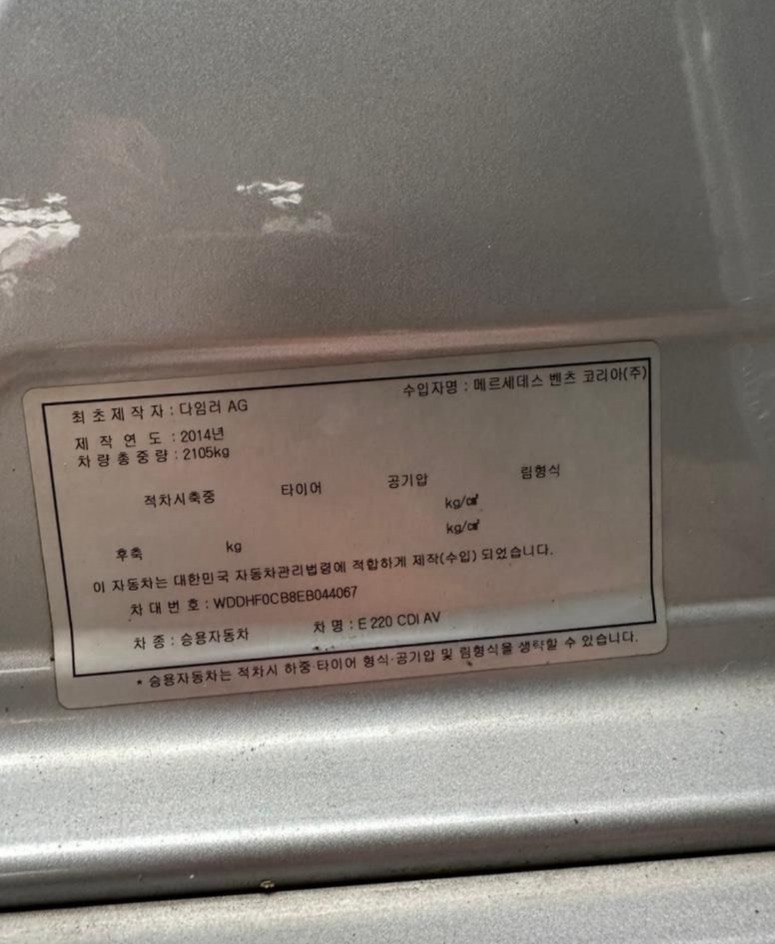 최초제작자 : 다임러 AG 수입자명 : 메르세데스 벤츠 코리아(주)
제작연도 : 2014년
차량총중량 : 2105kg
적차시축중 타이어 공기압 림형식
kg/㎠
kg/㎠
후축 kg
이 자동차는 대한민국 자동차관리법령에 적합하게 제작(수입) 되었습니다.
차대번호 : WDDHF0CB8EB044067
차종 : 승용자동차 차명 : E 220 CDI AV
* 승용자동차는 적차시 하중·타이어 형식·공기압 및 림형식을 생략할 수 있습니다.